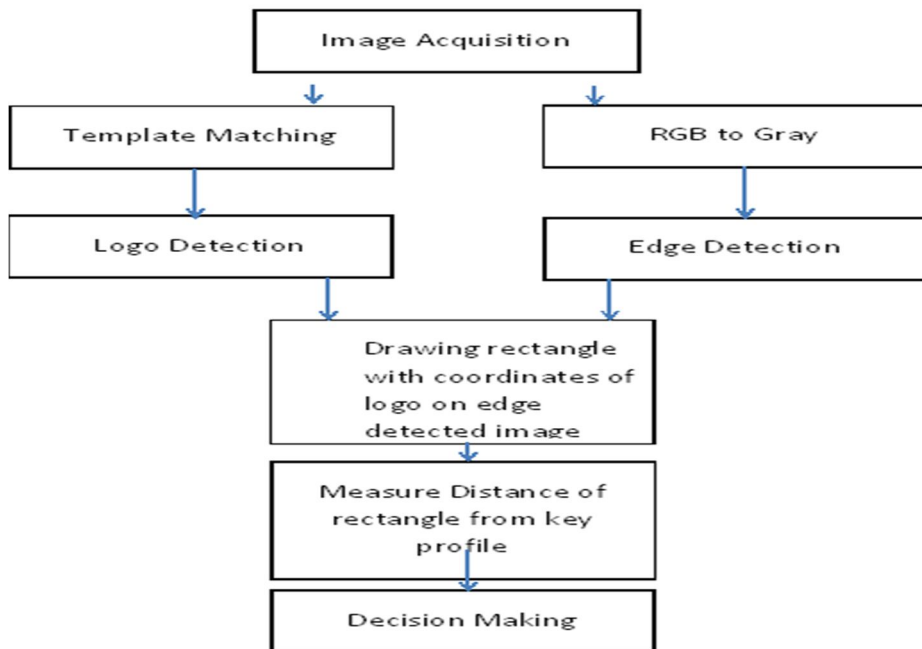 Image Acquisition
Template Matching
RGB to Gray
Logo Detection
Edge Detection
Drawing rectangle
with coordinates of
logo on edge
detected image
Measure Distance of
rectangle from key
profile
Decision Making